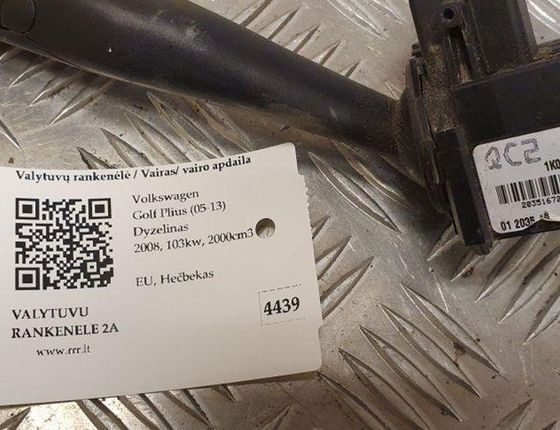 Valytuvų rankenėlė / Vairas/ vairo apdaila
Volkswagen
Golf Plius (05-13)
Dyzelinas
2008, 103kw, 2000cm3
EU, Hečbekas
VALYTUVU
RANKENELE 2A
www.rrr.lt
4439
QC2
2035167
01 2035